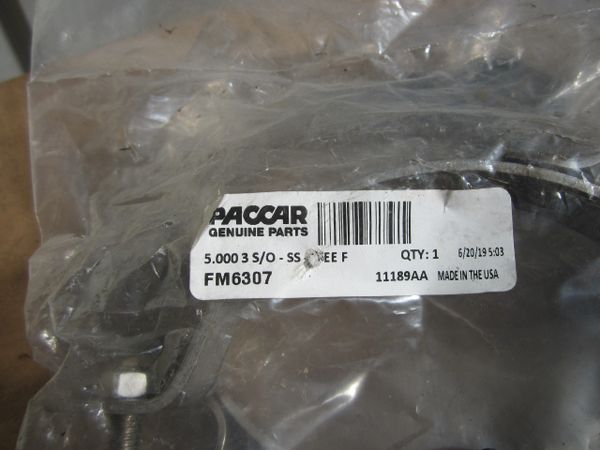 PACCAR
GENUINE PARTS
5.000 3 S/O - SS F
QTY: 1 6/20/19 5:03
FM6307 11189AA MADE IN THE USA